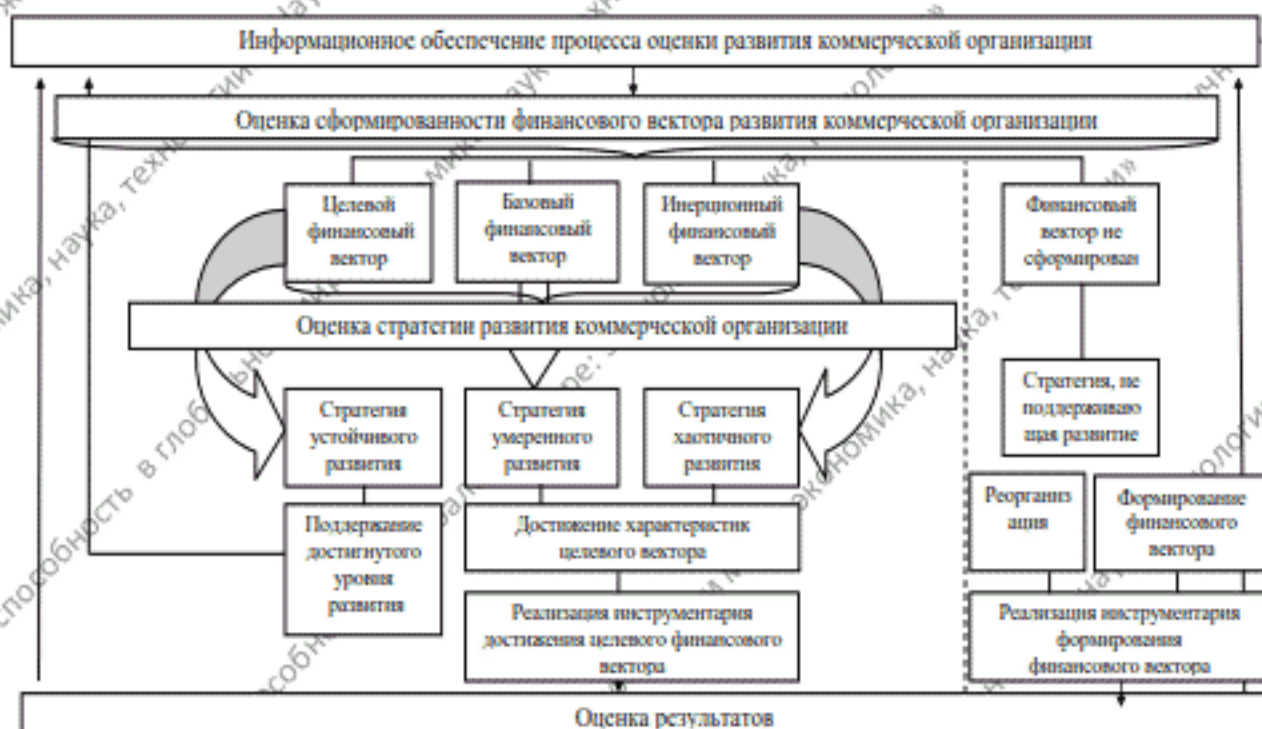 Информационное обеспечение процесса оценки развития коммерческой организации
Оценка сформированности финансового вектора развития коммерческой организации
Целевой
финансовый
вектор
Базовый
финансовый
вектор
Инерционный
финансовый
вектор
Финансовый
вектор не
сформирован
Оценка стратегии развития коммерческой организации
Стратегия
устойчивого
развития
Стратегия
умеренного
развития
Стратегия
хаотичного
развития
Стратегия, не
поддерживаю
щая развитие
Поддержание
достигнутого
уровня
развития
Достижение характеристик
целевого вектора
Реорганиз
ация
Формирование
финансового
вектора
Реализация инструментария
достижения целевого финансового
вектора
Реализация инструментария
формирования
финансового вектора
Оценка результатов